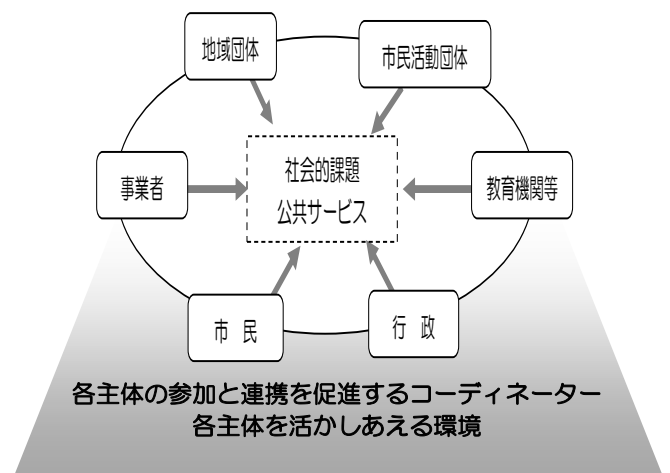 地域団体
市民活動団体
事業者
社会的課題
公共サービス
教育機関等
市 民
行 政
各主体の参加と連携を促進するコーディネーター
各主体を活かしあえる環境